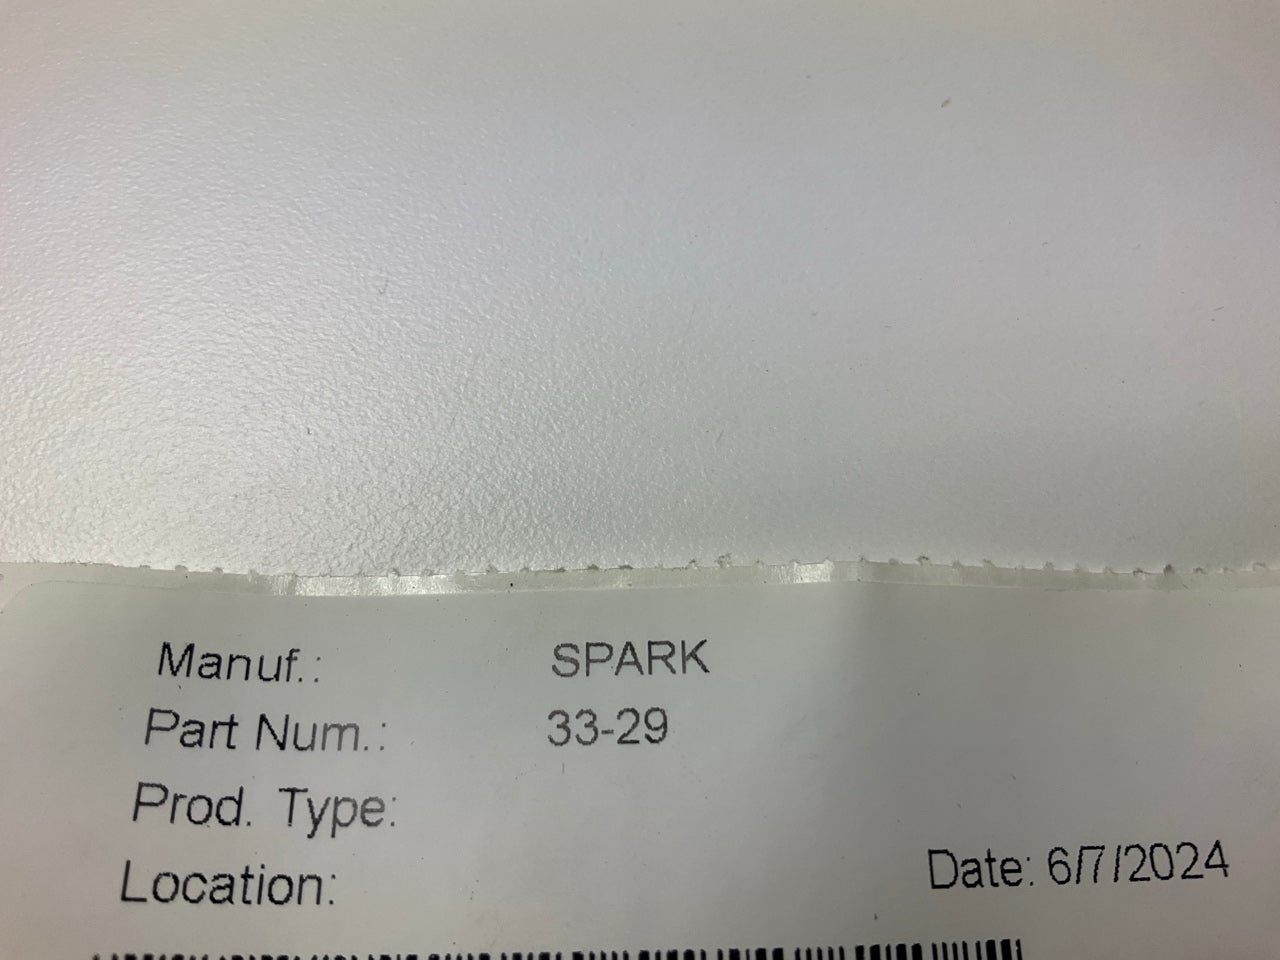 Manuf.: SPARK
Part Num.: 33-29
Prod. Type:
Location:
Date: 6/7/2024